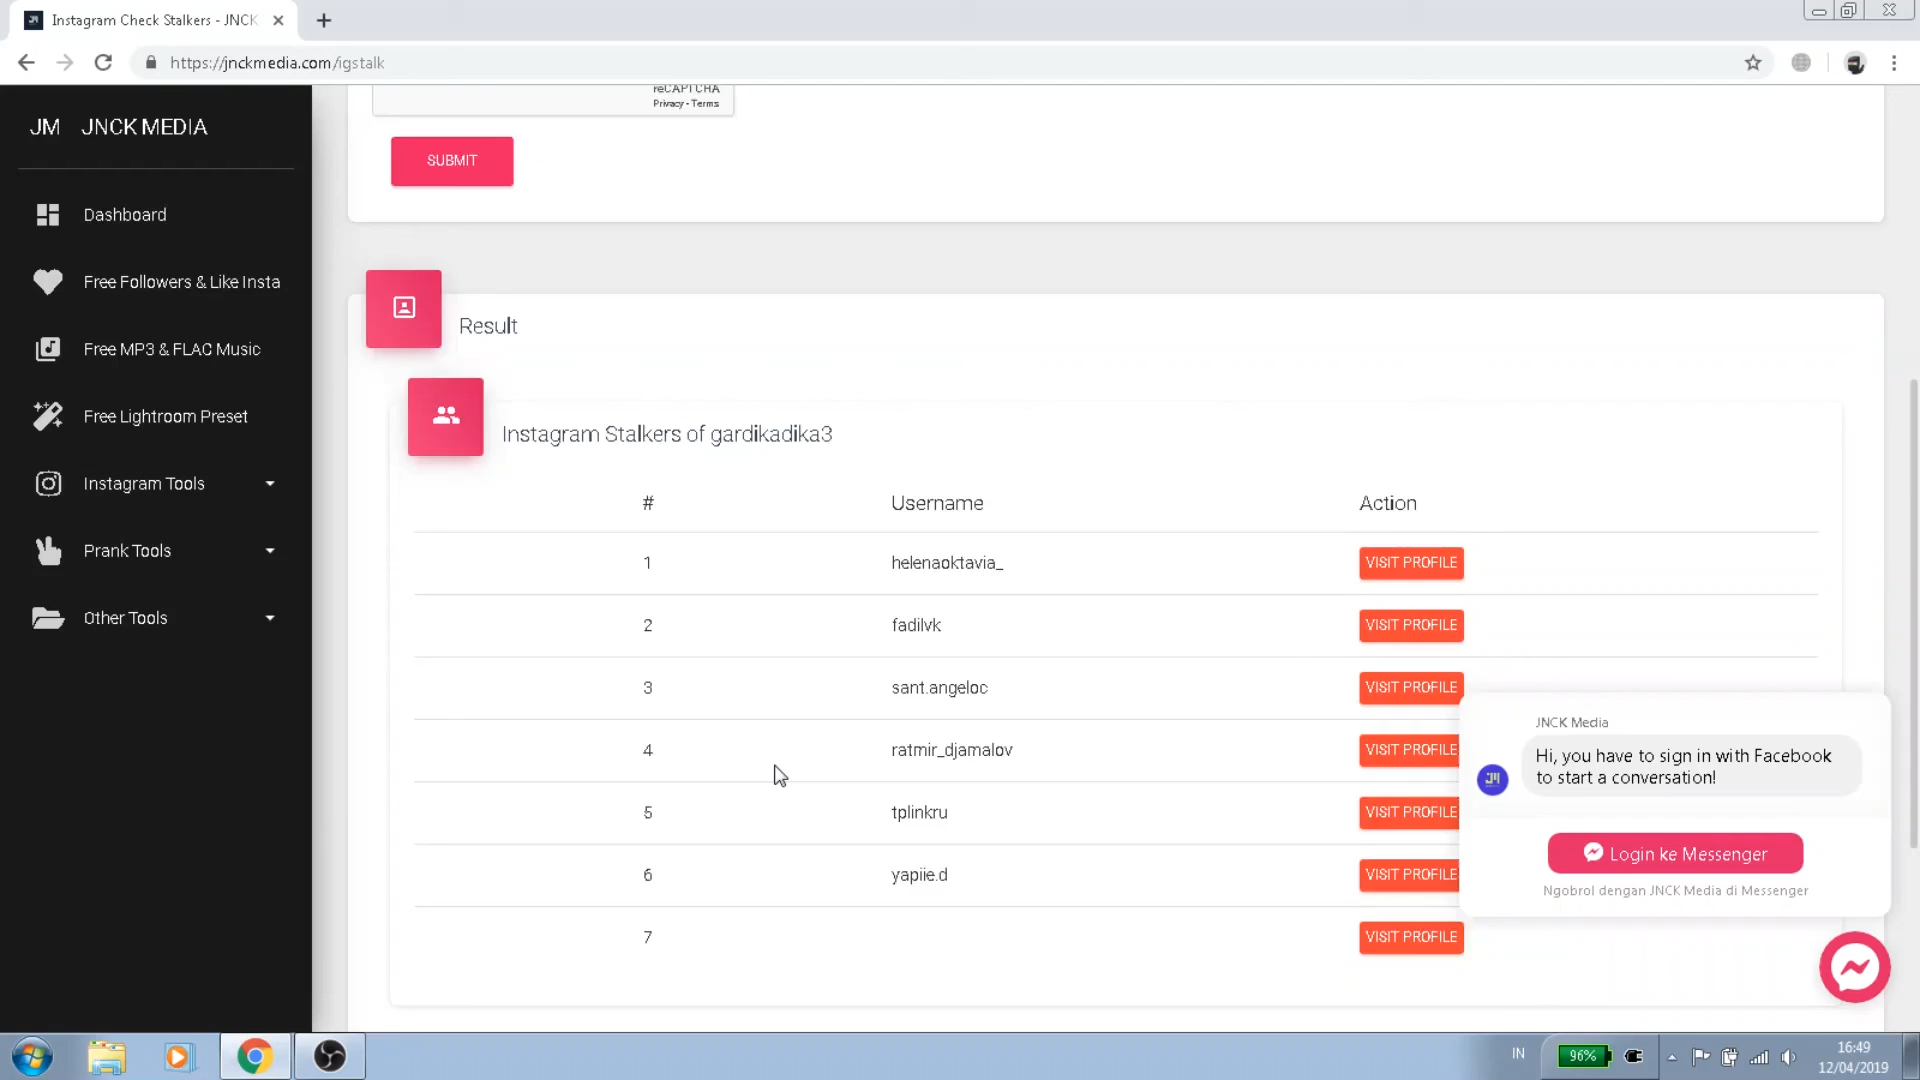 Instagram Check Stalkers - JNCK
https://jnckmedia.com/igstalk
JM JNCK MEDIA
Dashboard
Free Followers & Like Insta
Free MP3 & FLAC Music
Free Lightroom Preset
Instagram Tools
Prank Tools
Other Tools
reCAPTCHA
Privacy - Terms
SUBMIT
Result
Instagram Stalkers of gardikadika3
# Username Action
1 helenaoktavia_ VISIT PROFILE
2 fadilvk VISIT PROFILE
3 sant.angeloc VISIT PROFILE
4 ratmir_djamalov VISIT PROFILE
5 tplinkru VISIT PROFILE
6 yapiie.d VISIT PROFILE
7 VISIT PROFILE
JNCK Media
Hi, you have to sign in with Facebook
to start a conversation!
Login ke Messenger
Ngobrol dengan JNCK Media di Messenger
IN 96% 16:49
12/04/2019